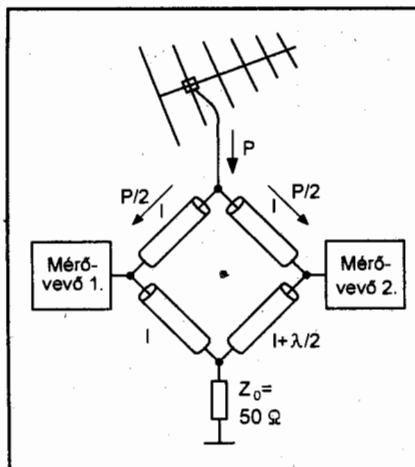 P
P/2
l
l
P/2
Mérő-
vevő 1.
Mérő-
vevő 2.
l
l+λ/2
Z₀=
50 Ω